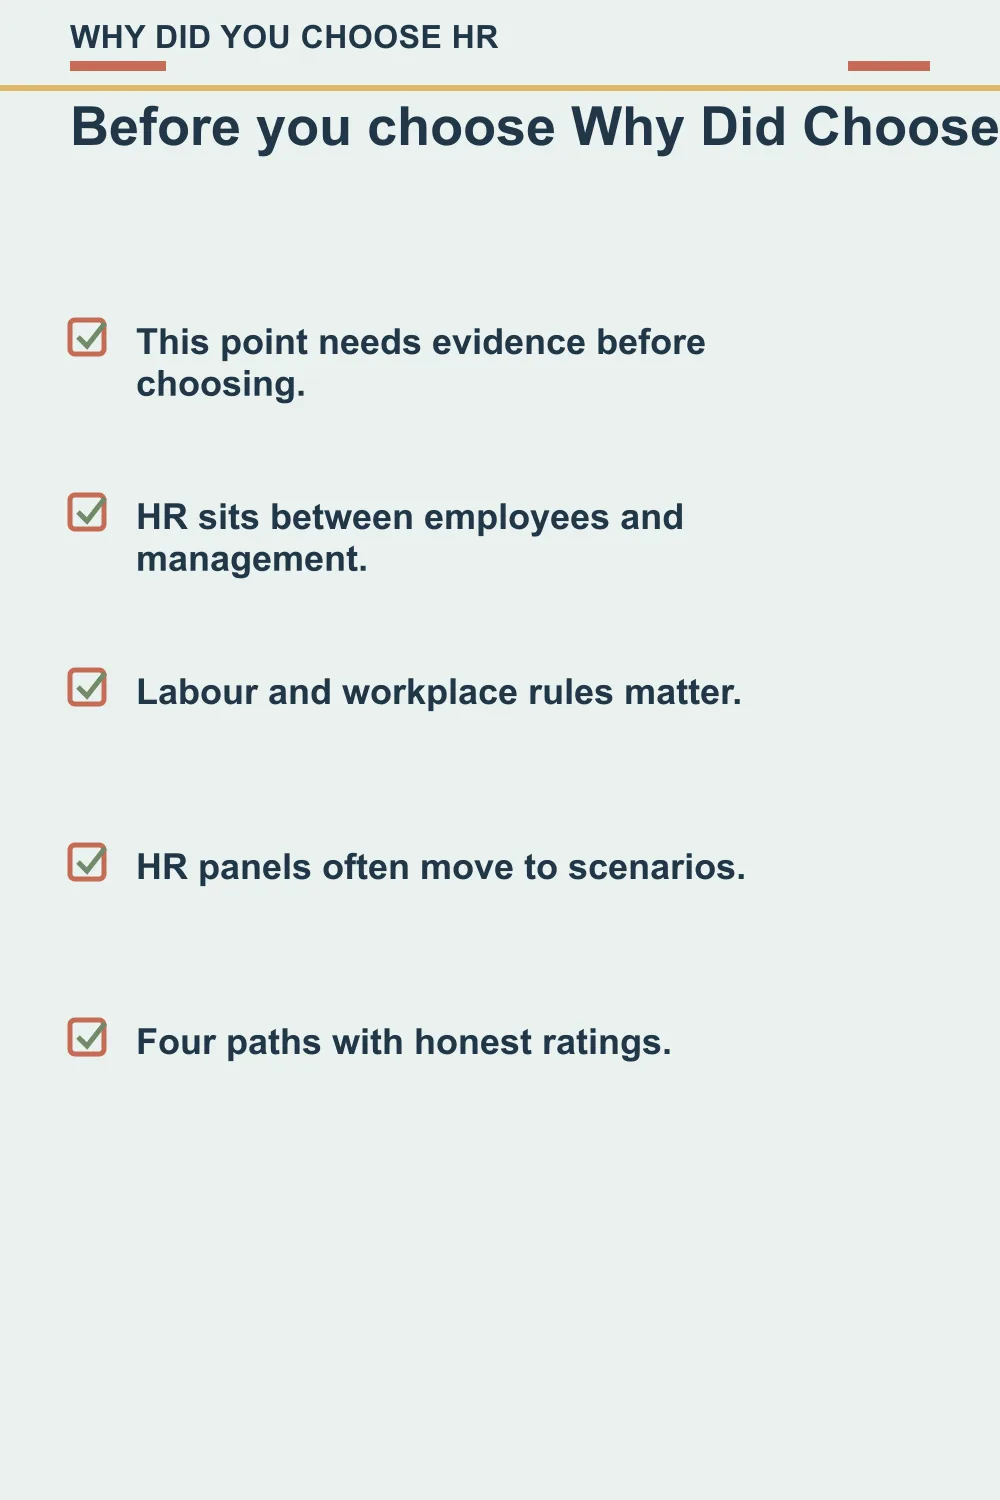 WHY DID YOU CHOOSE HR
Before you choose Why Did Choose
This point needs evidence before
choosing.
HR sits between employees and
management.
Labour and workplace rules matter.
HR panels often move to scenarios.
Four paths with honest ratings.